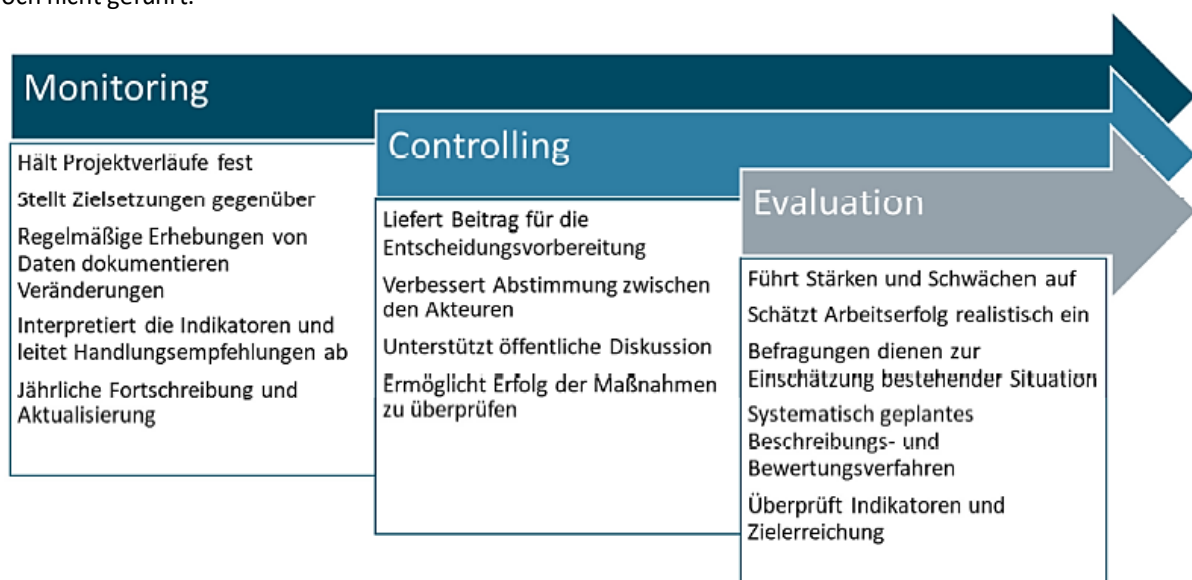 och nicht geführt.
Monitoring
Hält Projektverläufe fest
Stellt Zielsetzungen gegenüber
Regelmäßige Erhebungen von
Daten dokumentieren
Veränderungen
Interpretiert die Indikatoren und
leitet Handlungsempfehlungen ab
Jährliche Fortschreibung und
Aktualisierung
Controlling
Liefert Beitrag für die
Entscheidungsvorbereitung
Verbessert Abstimmung zwischen
den Akteuren
Unterstützt öffentliche Diskussion
Ermöglicht Erfolg der Maßnahmen
zu überprüfen
Evaluation
Führt Stärken und Schwächen auf
Schätzt Arbeitserfolg realistisch ein
Befragungen dienen zur
Einschätzung bestehender Situation
Systematisch geplantes
Beschreibungs- und
Bewertungsverfahren
Überprüft Indikatoren und
Zielerreichung